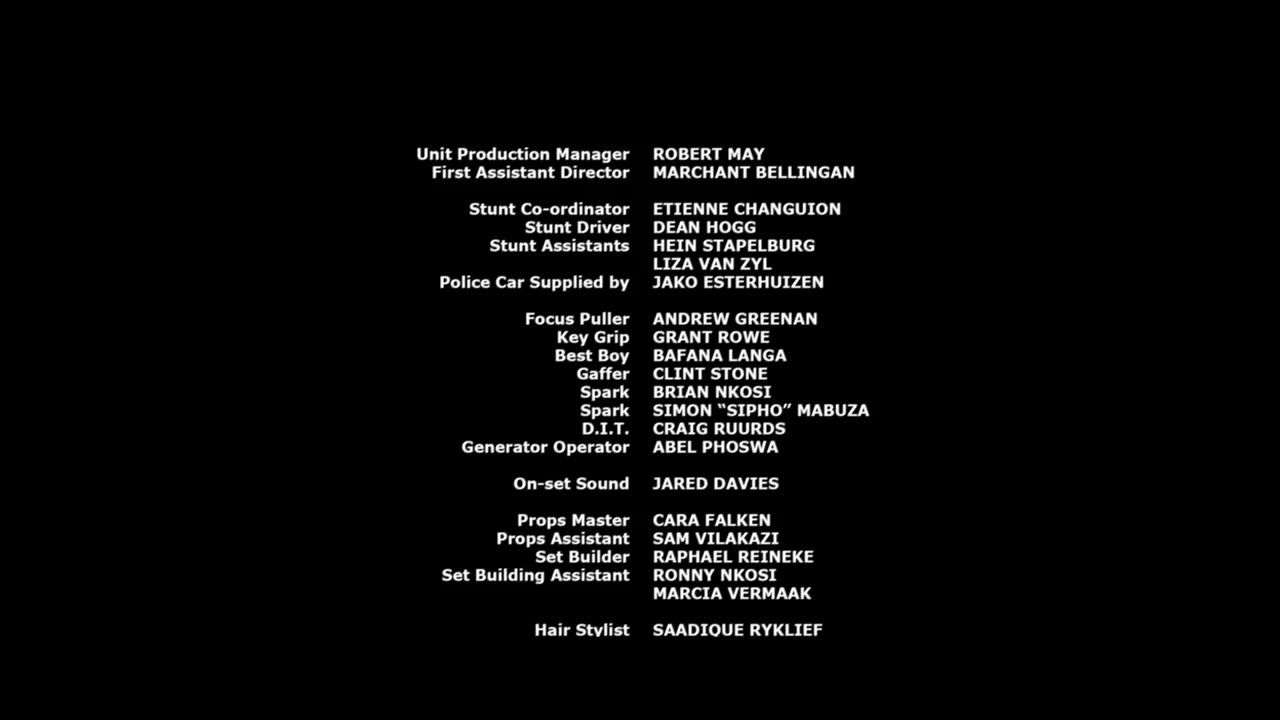 Unit Production Manager ROBERT MAY
First Assistant Director MARCHANT BELLINGAN
Stunt Co-ordinator ETIENNE CHANGUION
Stunt Driver DEAN HOGG
Stunt Assistants HEIN STAPELBURG
LIZA VAN ZYL
Police Car Supplied by JAKO ESTERHUIZEN
Focus Puller ANDREW GREENAN
Key Grip GRANT ROWE
Best Boy BAFANA LANGA
Gaffer CLINT STONE
Spark BRIAN NKOSI
Spark SIMON “SIPHO” MABUZA
D.I.T. CRAIG RUURDS
Generator Operator ABEL PHOSWA
On-set Sound JARED DAVIES
Props Master CARA FALKEN
Props Assistant SAM VILAKAZI
Set Builder RAPHAEL REINEKE
Set Building Assistant RONNY NKOSI
MARCIA VERMAAK
Hair Stylist SAADIQUE RYKLIEF